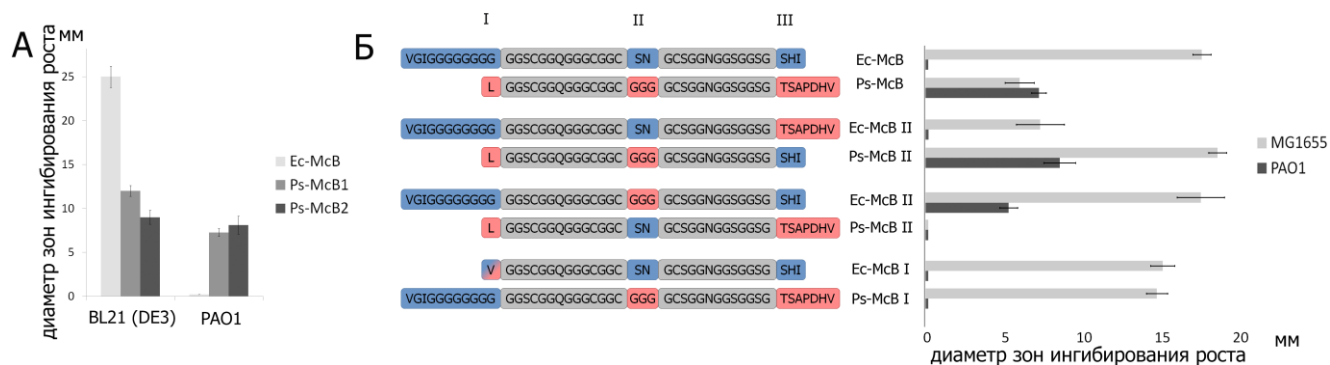 А
мм
диаметр зон ингибирования роста
25
20
15
10
5
0
BL21 (DE3)
PAO1
Ec-McB
Ps-McB1
Ps-McB2
Б
I II III
VGIGGGGGGGG GGSCGGQGGGCGGC SN GCSGGNGGSGGSG SHI Ec-McB
L GGSCGGQGGGCGGC GGG GCSGGNGGSGGSG TSAPDHV Ps-McB
VGIGGGGGGGG GGSCGGQGGGCGGC SN GCSGGNGGSGGSG TSAPDHV Ec-McB II
L GGSCGGQGGGCGGC GGG GCSGGNGGSGGSG SHI Ps-McB II
VGIGGGGGGGG GGSCGGQGGGCGGC GGG GCSGGNGGSGGSG SHI Ec-McB II
L GGSCGGQGGGCGGC SN GCSGGNGGSGGSG TSAPDHV Ps-McB II
V GGSCGGQGGGCGGC SN GCSGGNGGSGGSG SHI Ec-McB I
VGIGGGGGGGG GGSCGGQGGGCGGC GGG GCSGGNGGSGGSG TSAPDHV Ps-McB I
MG1655
PAO1
0 5 10 15 20
диаметр зон ингибирования роста мм